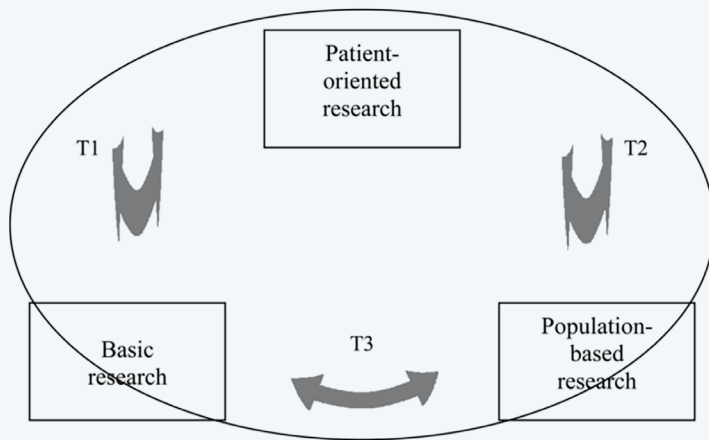 Patient-
oriented
research
T1
T2
Basic
research
T3
Population-
based
research